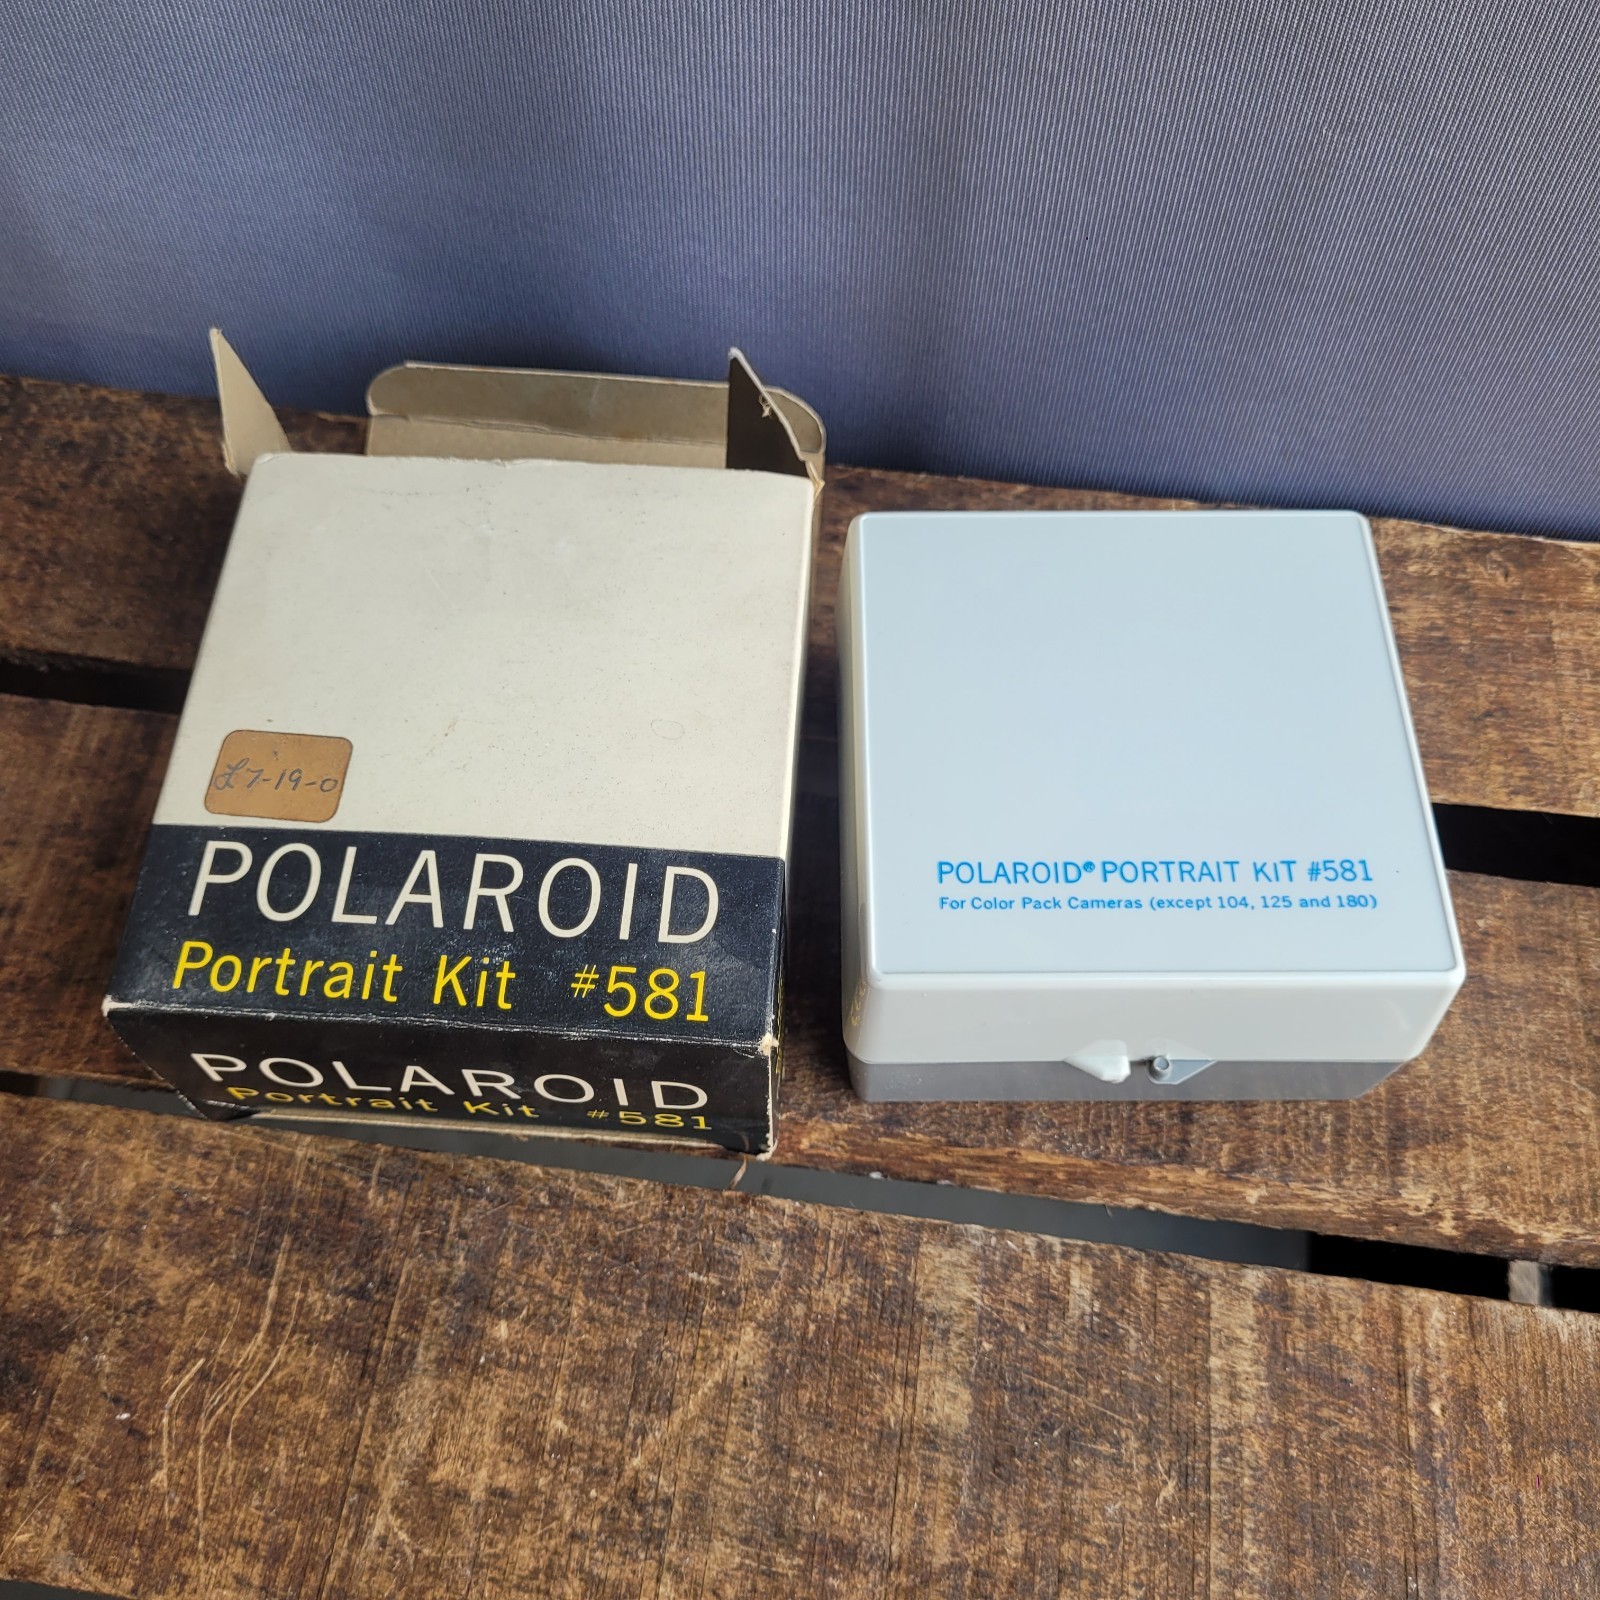 £7-19-0
POLAROID
Portrait Kit #581
POLAROID
Portrait Kit #581
POLAROID® PORTRAIT KIT #581
For Color Pack Cameras (except 104, 125 and 180)